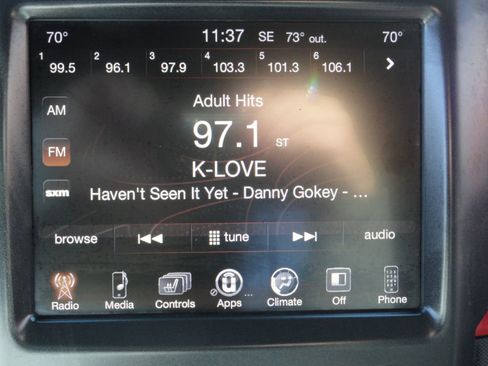 70° 11:37 SE 73° out. 70°
1 99.5 2 96.1 3 97.9 4 103.3 5 101.3 6 106.1
Adult Hits
AM
97.1 ST
FM
K-LOVE
sxm
Haven't Seen It Yet - Danny Gokey - ...
browse tune audio
Radio Media Controls Apps ... Climate Off Phone